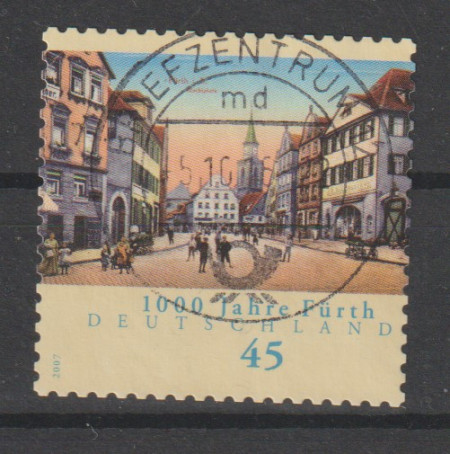 EFZENTRUM
md
1000 Jahre Fürth
DEUTSCHLAND
45
2007